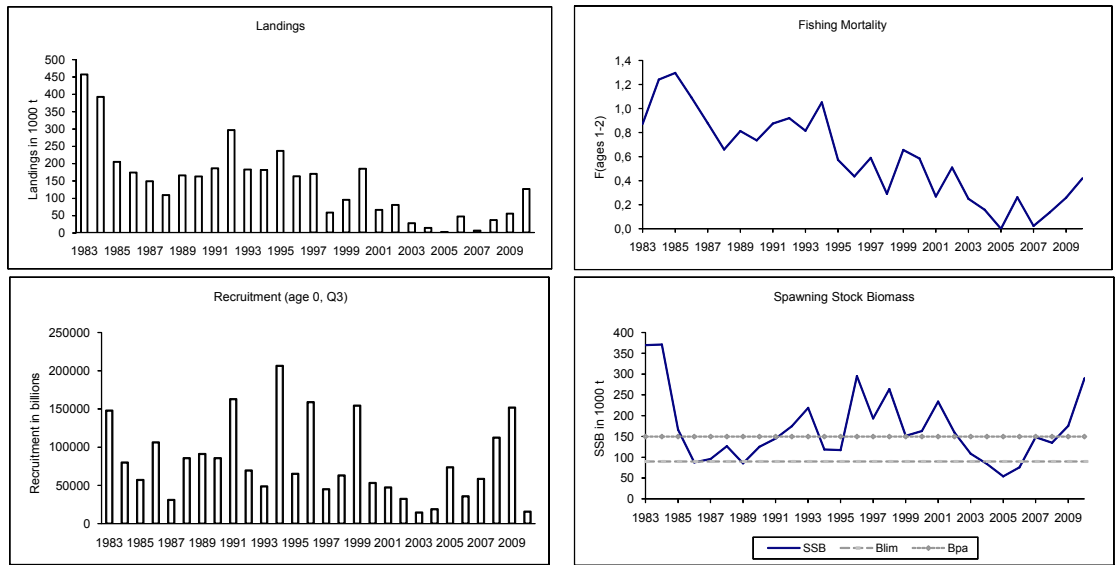 Landings
Landings in 1000 t
500
450
400
350
300
250
200
150
100
50
0
1983 1985 1987 1989 1991 1993 1995 1997 1999 2001 2003 2005 2007 2009
Fishing Mortality
F(ages 1-2)
1,4
1,2
1,0
0,8
0,6
0,4
0,2
0,0
1983 1985 1987 1989 1991 1993 1995 1997 1999 2001 2003 2005 2007 2009
Recruitment (age 0, Q3)
Recruitment in billions
250000
200000
150000
100000
50000
0
1983 1985 1987 1989 1991 1993 1995 1997 1999 2001 2003 2005 2007 2009
Spawning Stock Biomass
SSB in 1000 t
400
350
300
250
200
150
100
50
0
1983 1985 1987 1989 1991 1993 1995 1997 1999 2001 2003 2005 2007 2009
SSB Blim Bpa